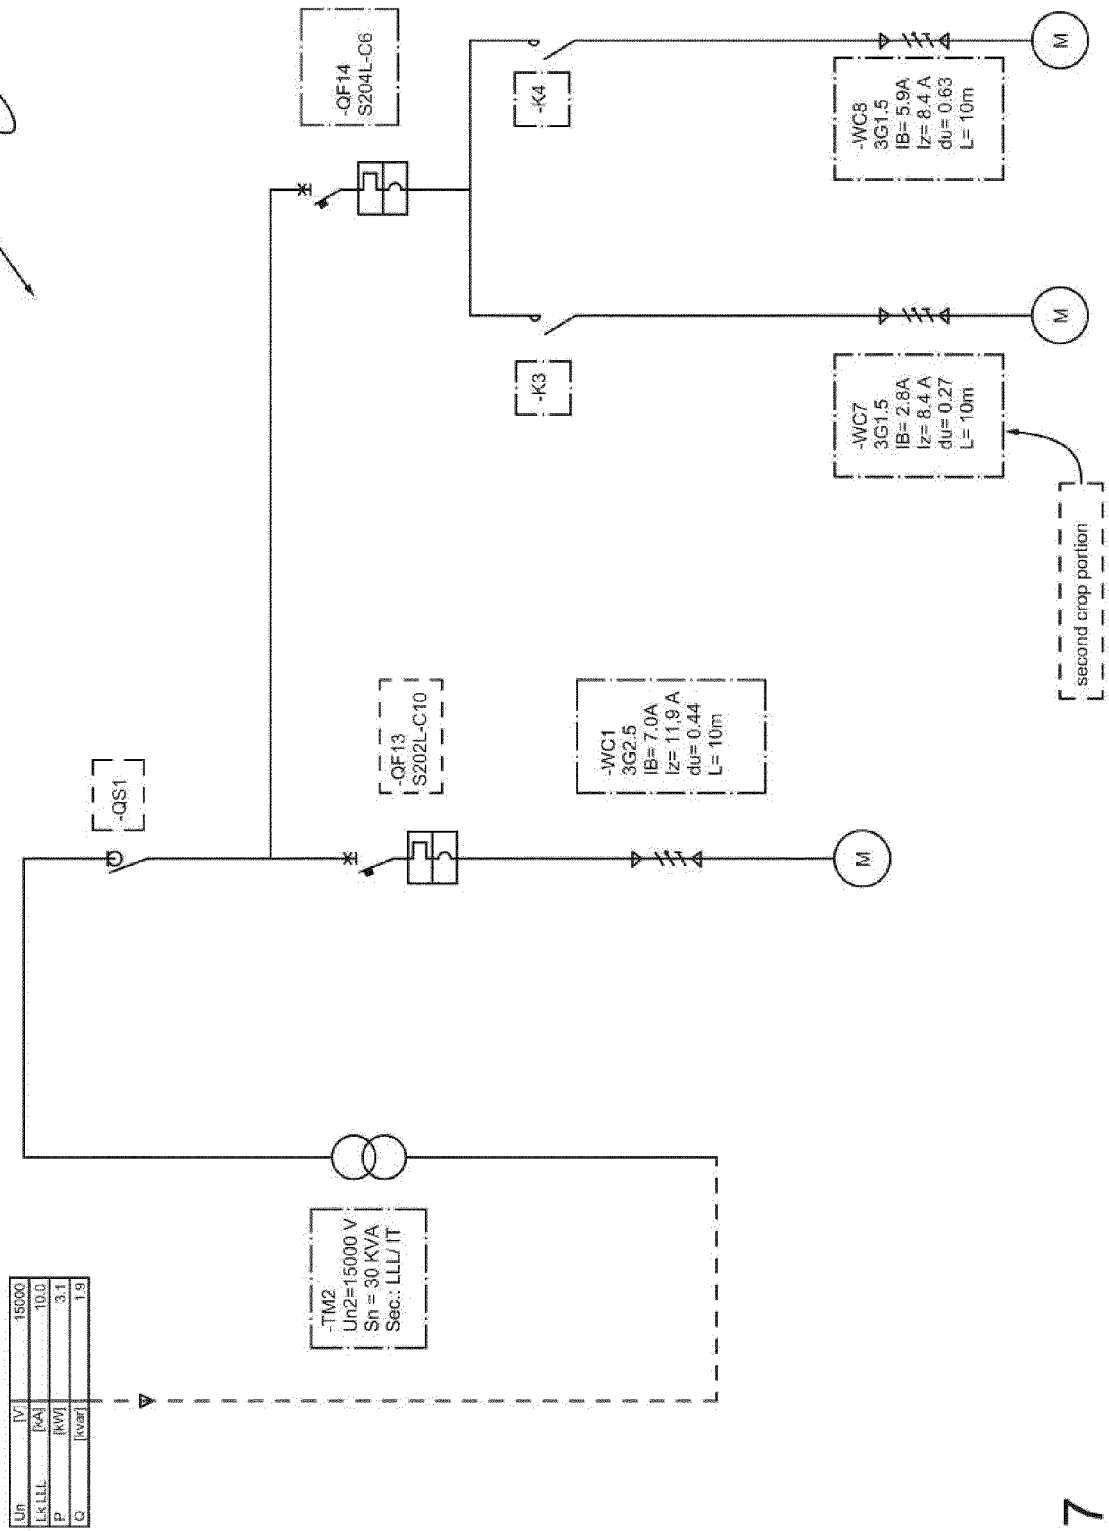 Un [V] 15000
Lk LLL [kA] 10.0
P [kW] 3.1
Q [kvar] 1.9
-TM2
Un2=15000 V
Sn = 30 KVA
Sec.: LLL/ IT
-QS1
-QF13
S202L-C10
-WC1
3G2.5
IB= 7.0A
Iz= 11.9 A
du= 0.44
L= 10m
M
-QF14
S204L-C6
-K3
-K4
-WC7
3G1.5
IB= 2.8A
Iz= 8.4 A
du= 0.27
L= 10m
M
-WC8
3G1.5
IB= 5.9A
Iz= 8.4 A
du= 0.63
L= 10m
M
second crop portion
7